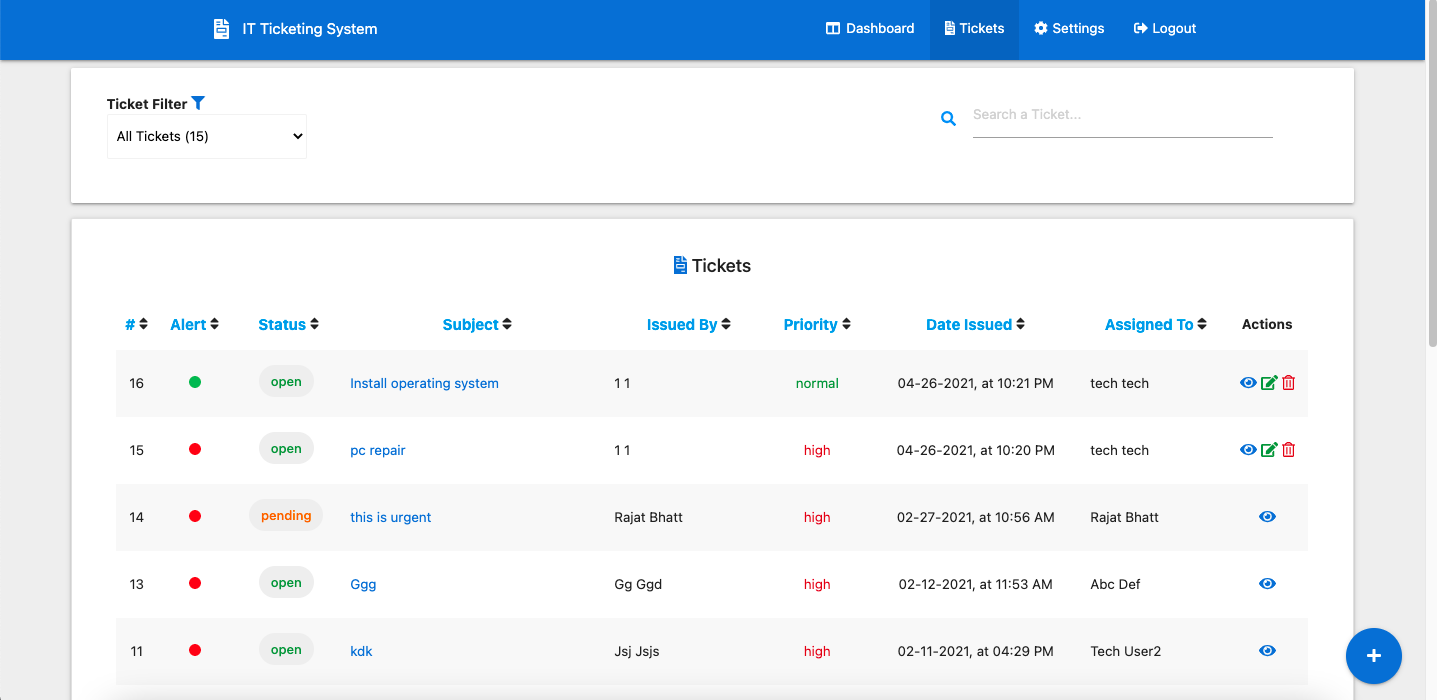 IT Ticketing System Dashboard Tickets Settings Logout
Ticket Filter
All Tickets (15)
Search a Ticket...
Tickets
# Alert Status Subject Issued By Priority Date Issued Assigned To Actions
16 open Install operating system 1 1 normal 04-26-2021, at 10:21 PM tech tech
15 open pc repair 1 1 high 04-26-2021, at 10:20 PM tech tech
14 pending this is urgent Rajat Bhatt high 02-27-2021, at 10:56 AM Rajat Bhatt
13 open Ggg Gg Ggd high 02-12-2021, at 11:53 AM Abc Def
11 open kdk Jsj Jsjs high 02-11-2021, at 04:29 PM Tech User2
+